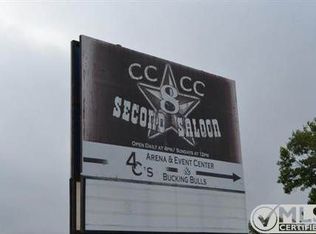 CC CC
8
SECOND SALOON
OPEN DAILY AT 4PM / SUNDAYS AT 12PM
4C'S ARENA & EVENT CENTER
& BUCKING BULLS
MLS
CERTIFIED